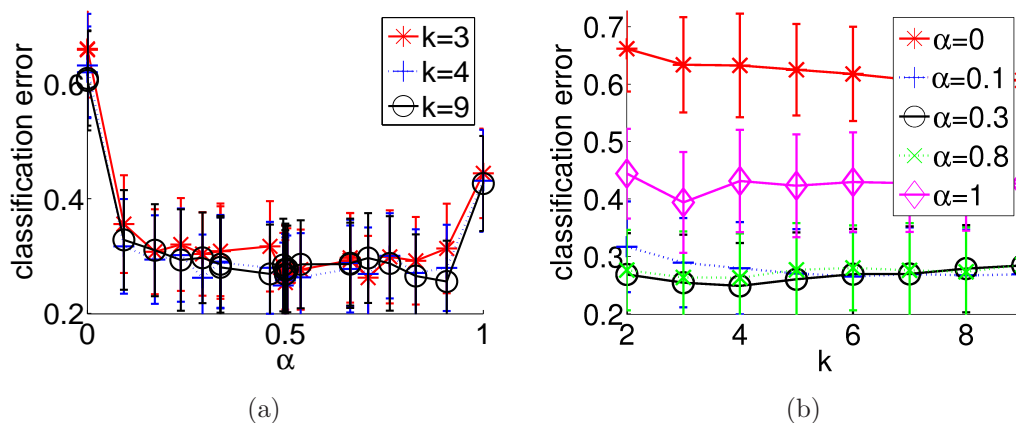 classification error
0.6
0.4
0.2
0
0.5
1
α
k=3
k=4
k=9
(a)
classification error
0.7
0.6
0.5
0.4
0.3
0.2
2
4
6
8
k
α=0
α=0.1
α=0.3
α=0.8
α=1
(b)